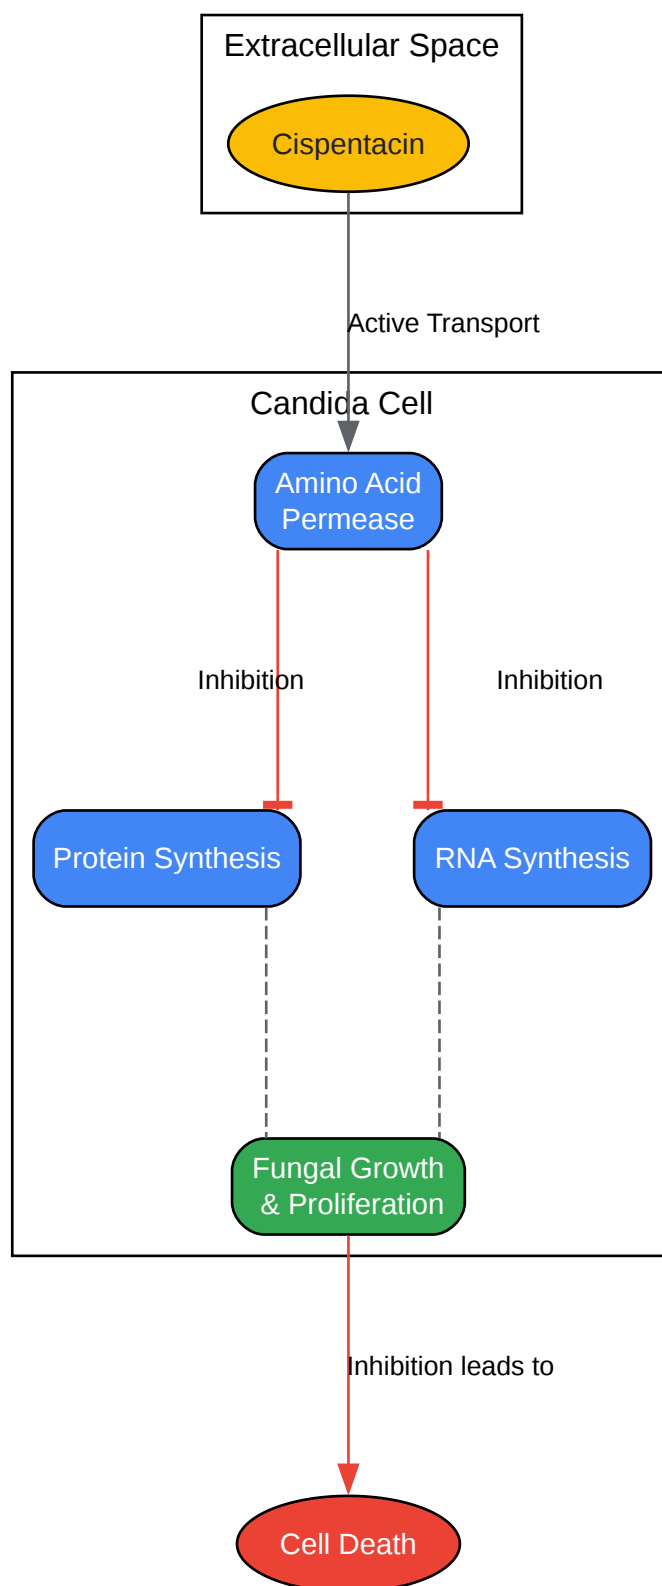 Extracellular Space
Cispentacin
Active Transport
Candida Cell
Amino Acid
Permease
Inhibition
Inhibition
Protein Synthesis
RNA Synthesis
Fungal Growth
& Proliferation
Inhibition leads to
Cell Death